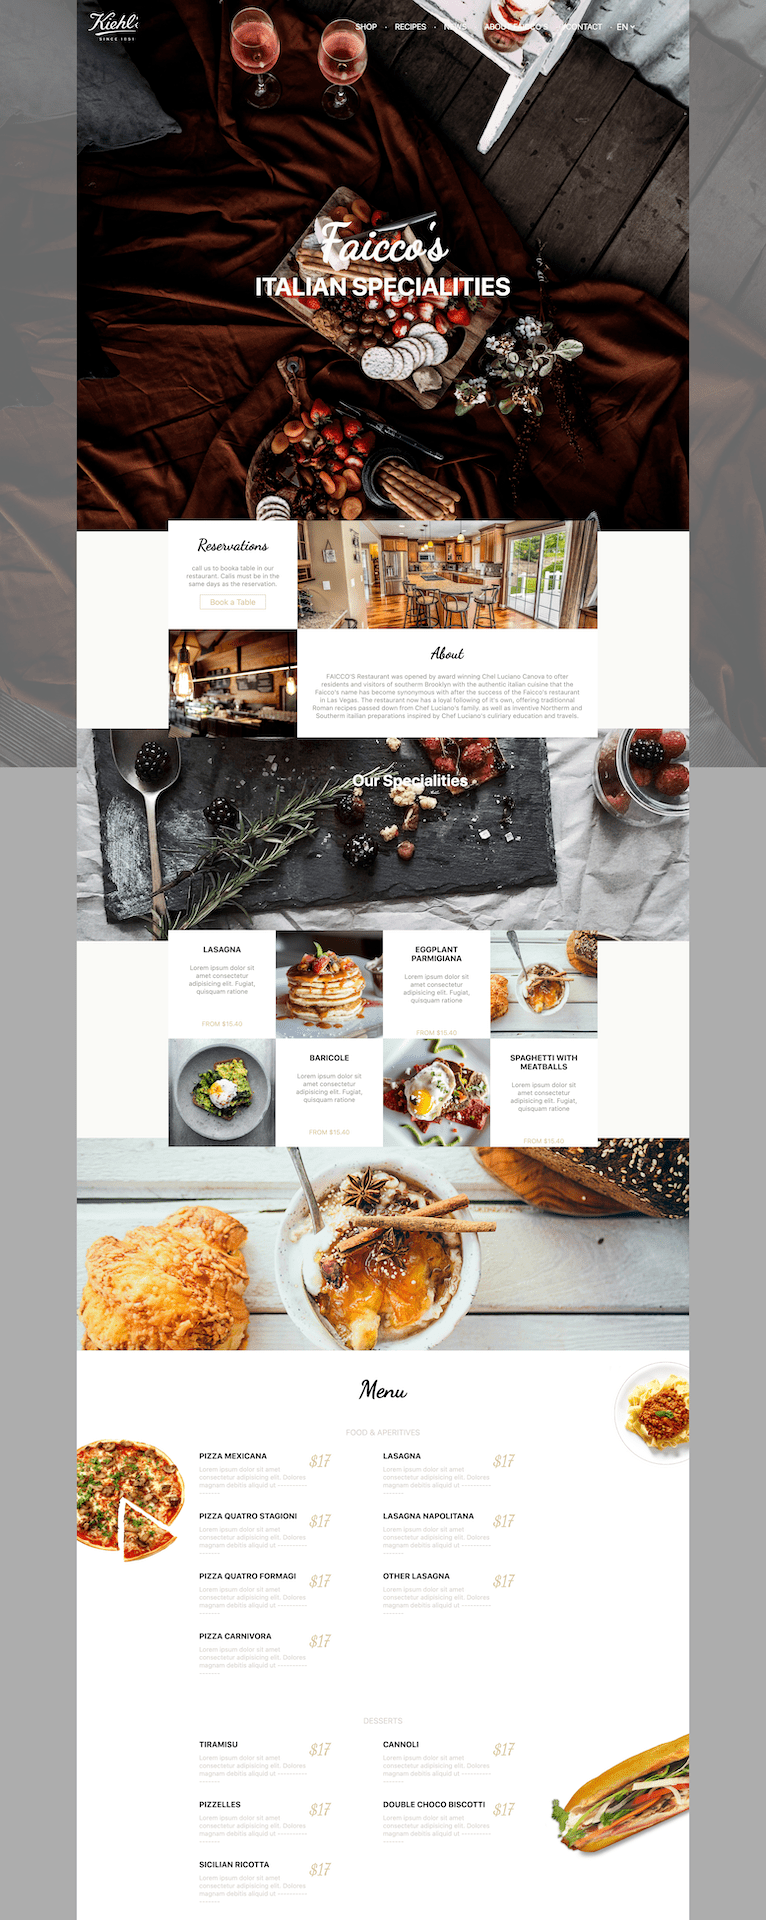 Kiehl's
SINCE 1851
SHOP • RECIPES • NEWS • ABOUT FAICCO'S • CONTACT • EN
Faicco's
ITALIAN SPECIALITIES
Reservations
call us to booka table in our
restaurant. Calls must be in the
same days as the reservation.
Book a Table
About
FAICCO'S Restaurant was opened by award winning Chef Luciano Canova to ofter
residents and visitors of southerm Brooklyn with the authentic italian cuisine that the
Faicco's name has become synonymous with after the success of the Faicco's restaurant
in Las Vegas. The restaurant now has a loyal following of it's own, offering traditionnal
Roman recipes passed down from Chef Luciano's family, as well as inventive Northern and
Southern Italian preparations inspired by Chef Luciano's culriary education and travels.
Our Specialities
LASAGNA
Lorem ipsum dolor sit
amet consectetur
adipisicing elit. Fugiat,
quisquam ratione
FROM $15.40
EGGPLANT
PARMIGIANA
Lorem ipsum dolor sit
amet consectetur
adipisicing elit. Fugiat,
quisquam ratione
FROM $15.40
BARICOLE
Lorem ipsum dolor sit
amet consectetur
adipisicing elit. Fugiat,
quisquam ratione
FROM $15.40
SPAGHETTI WITH
MEATBALLS
Lorem ipsum dolor sit
amet consectetur
adipisicing elit. Fugiat,
quisquam ratione
FROM $15.40
Menu
FOOD & APERITIVES
PIZZA MEXICANA $17
Lorem ipsum dolor sit amet
consectetur adipisicing elit. Dolores
magnam debitis aliquid ut -----------
-------
LASAGNA $17
Lorem ipsum dolor sit amet
consectetur adipisicing elit. Dolores
magnam debitis aliquid ut -----------
-------
PIZZA QUATRO STAGIONI $17
Lorem ipsum dolor sit amet
consectetur adipisicing elit. Dolores
magnam debitis aliquid ut -----------
-------
LASAGNA NAPOLITANA $17
Lorem ipsum dolor sit amet
consectetur adipisicing elit. Dolores
magnam debitis aliquid ut -----------
-------
PIZZA QUATRO FORMAGI $17
Lorem ipsum dolor sit amet
consectetur adipisicing elit. Dolores
magnam debitis aliquid ut -----------
-------
OTHER LASAGNA $17
Lorem ipsum dolor sit amet
consectetur adipisicing elit. Dolores
magnam debitis aliquid ut -----------
-------
PIZZA CARNIVORA $17
Lorem ipsum dolor sit amet
consectetur adipisicing elit. Dolores
magnam debitis aliquid ut -----------
-------
DESSERTS
TIRAMISU $17
Lorem ipsum dolor sit amet
consectetur adipisicing elit. Dolores
magnam debitis aliquid ut -----------
-------
CANNOLI $17
Lorem ipsum dolor sit amet
consectetur adipisicing elit. Dolores
magnam debitis aliquid ut -----------
-------
PIZZELLES $17
Lorem ipsum dolor sit amet
consectetur adipisicing elit. Dolores
magnam debitis aliquid ut -----------
-------
DOUBLE CHOCO BISCOTTI $17
Lorem ipsum dolor sit amet
consectetur adipisicing elit. Dolores
magnam debitis aliquid ut -----------
-------
SICILIAN RICOTTA $17
Lorem ipsum dolor sit amet
consectetur adipisicing elit. Dolores
magnam debitis aliquid ut -----------
-------